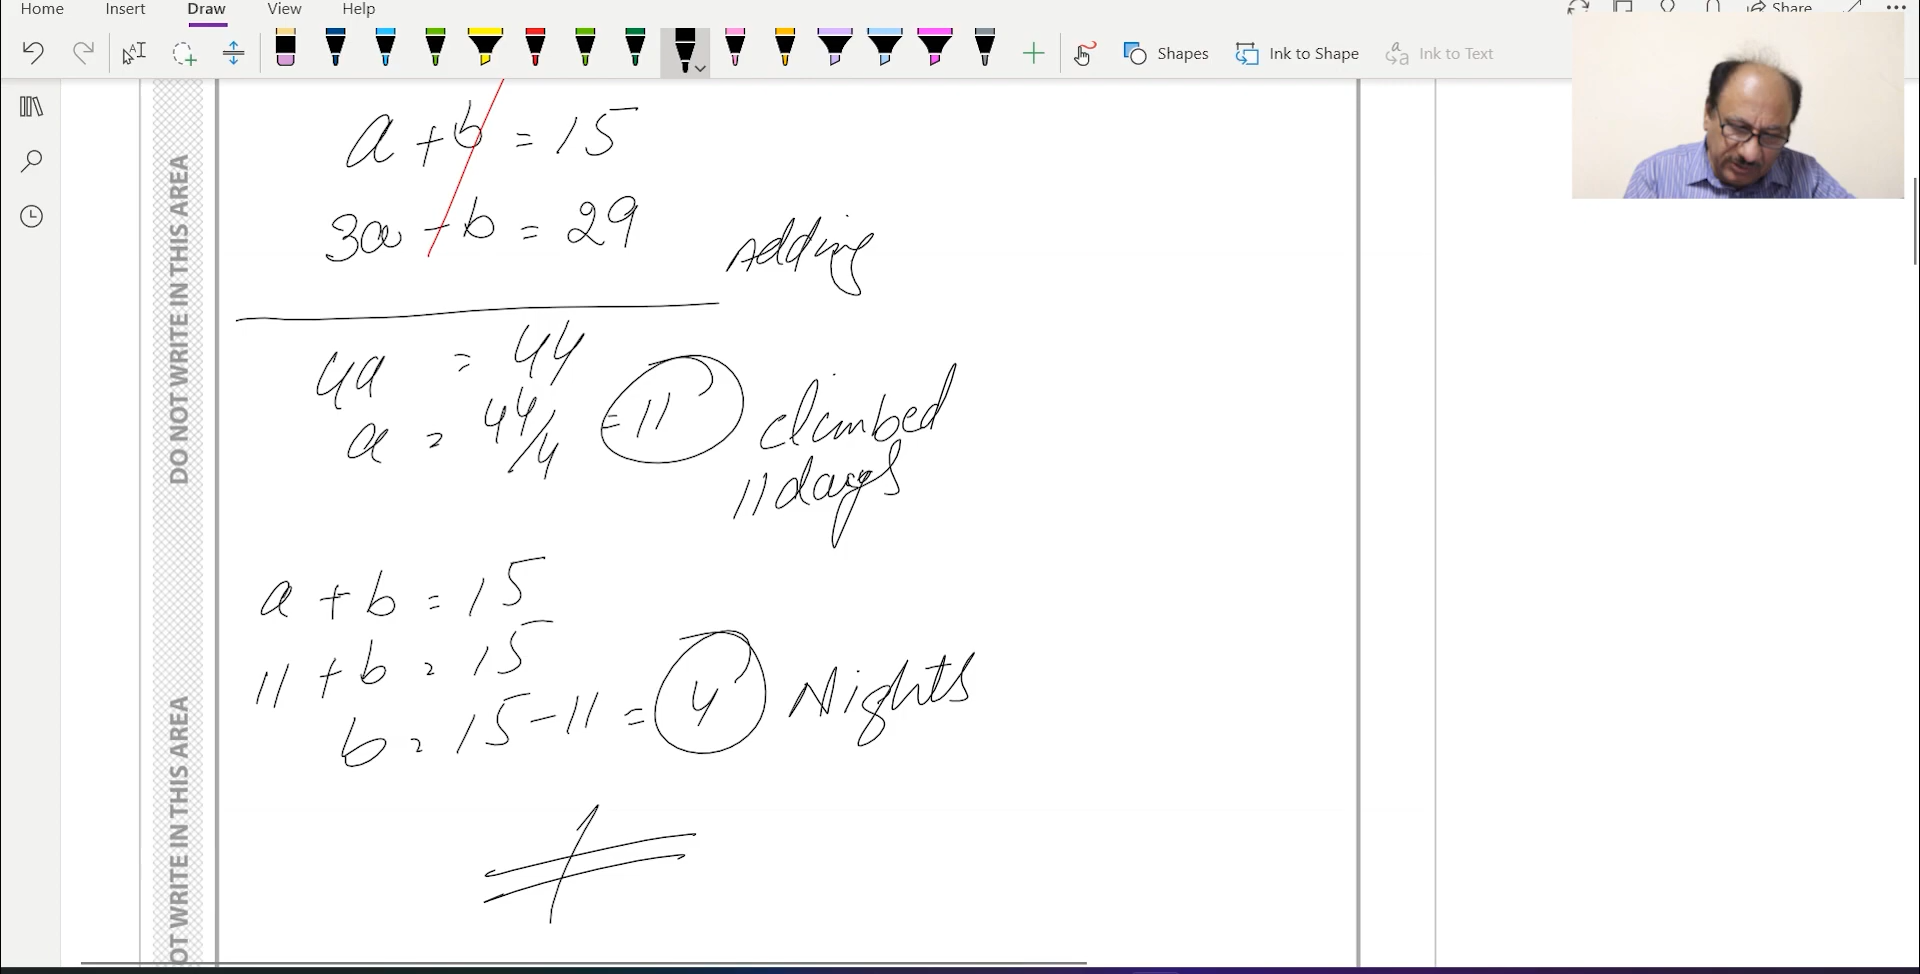 Home Insert Draw View Help
Share
Shapes Ink to Shape Ink to Text
DO NOT WRITE IN THIS AREA
OT WRITE IN THIS AREA
a + b = 15
3a - b = 29
Adding
4a = 44
a = 44/4 = 11
climbed
11 days
a + b = 15
11 + b = 15
b = 15 - 11 = 4 Nights